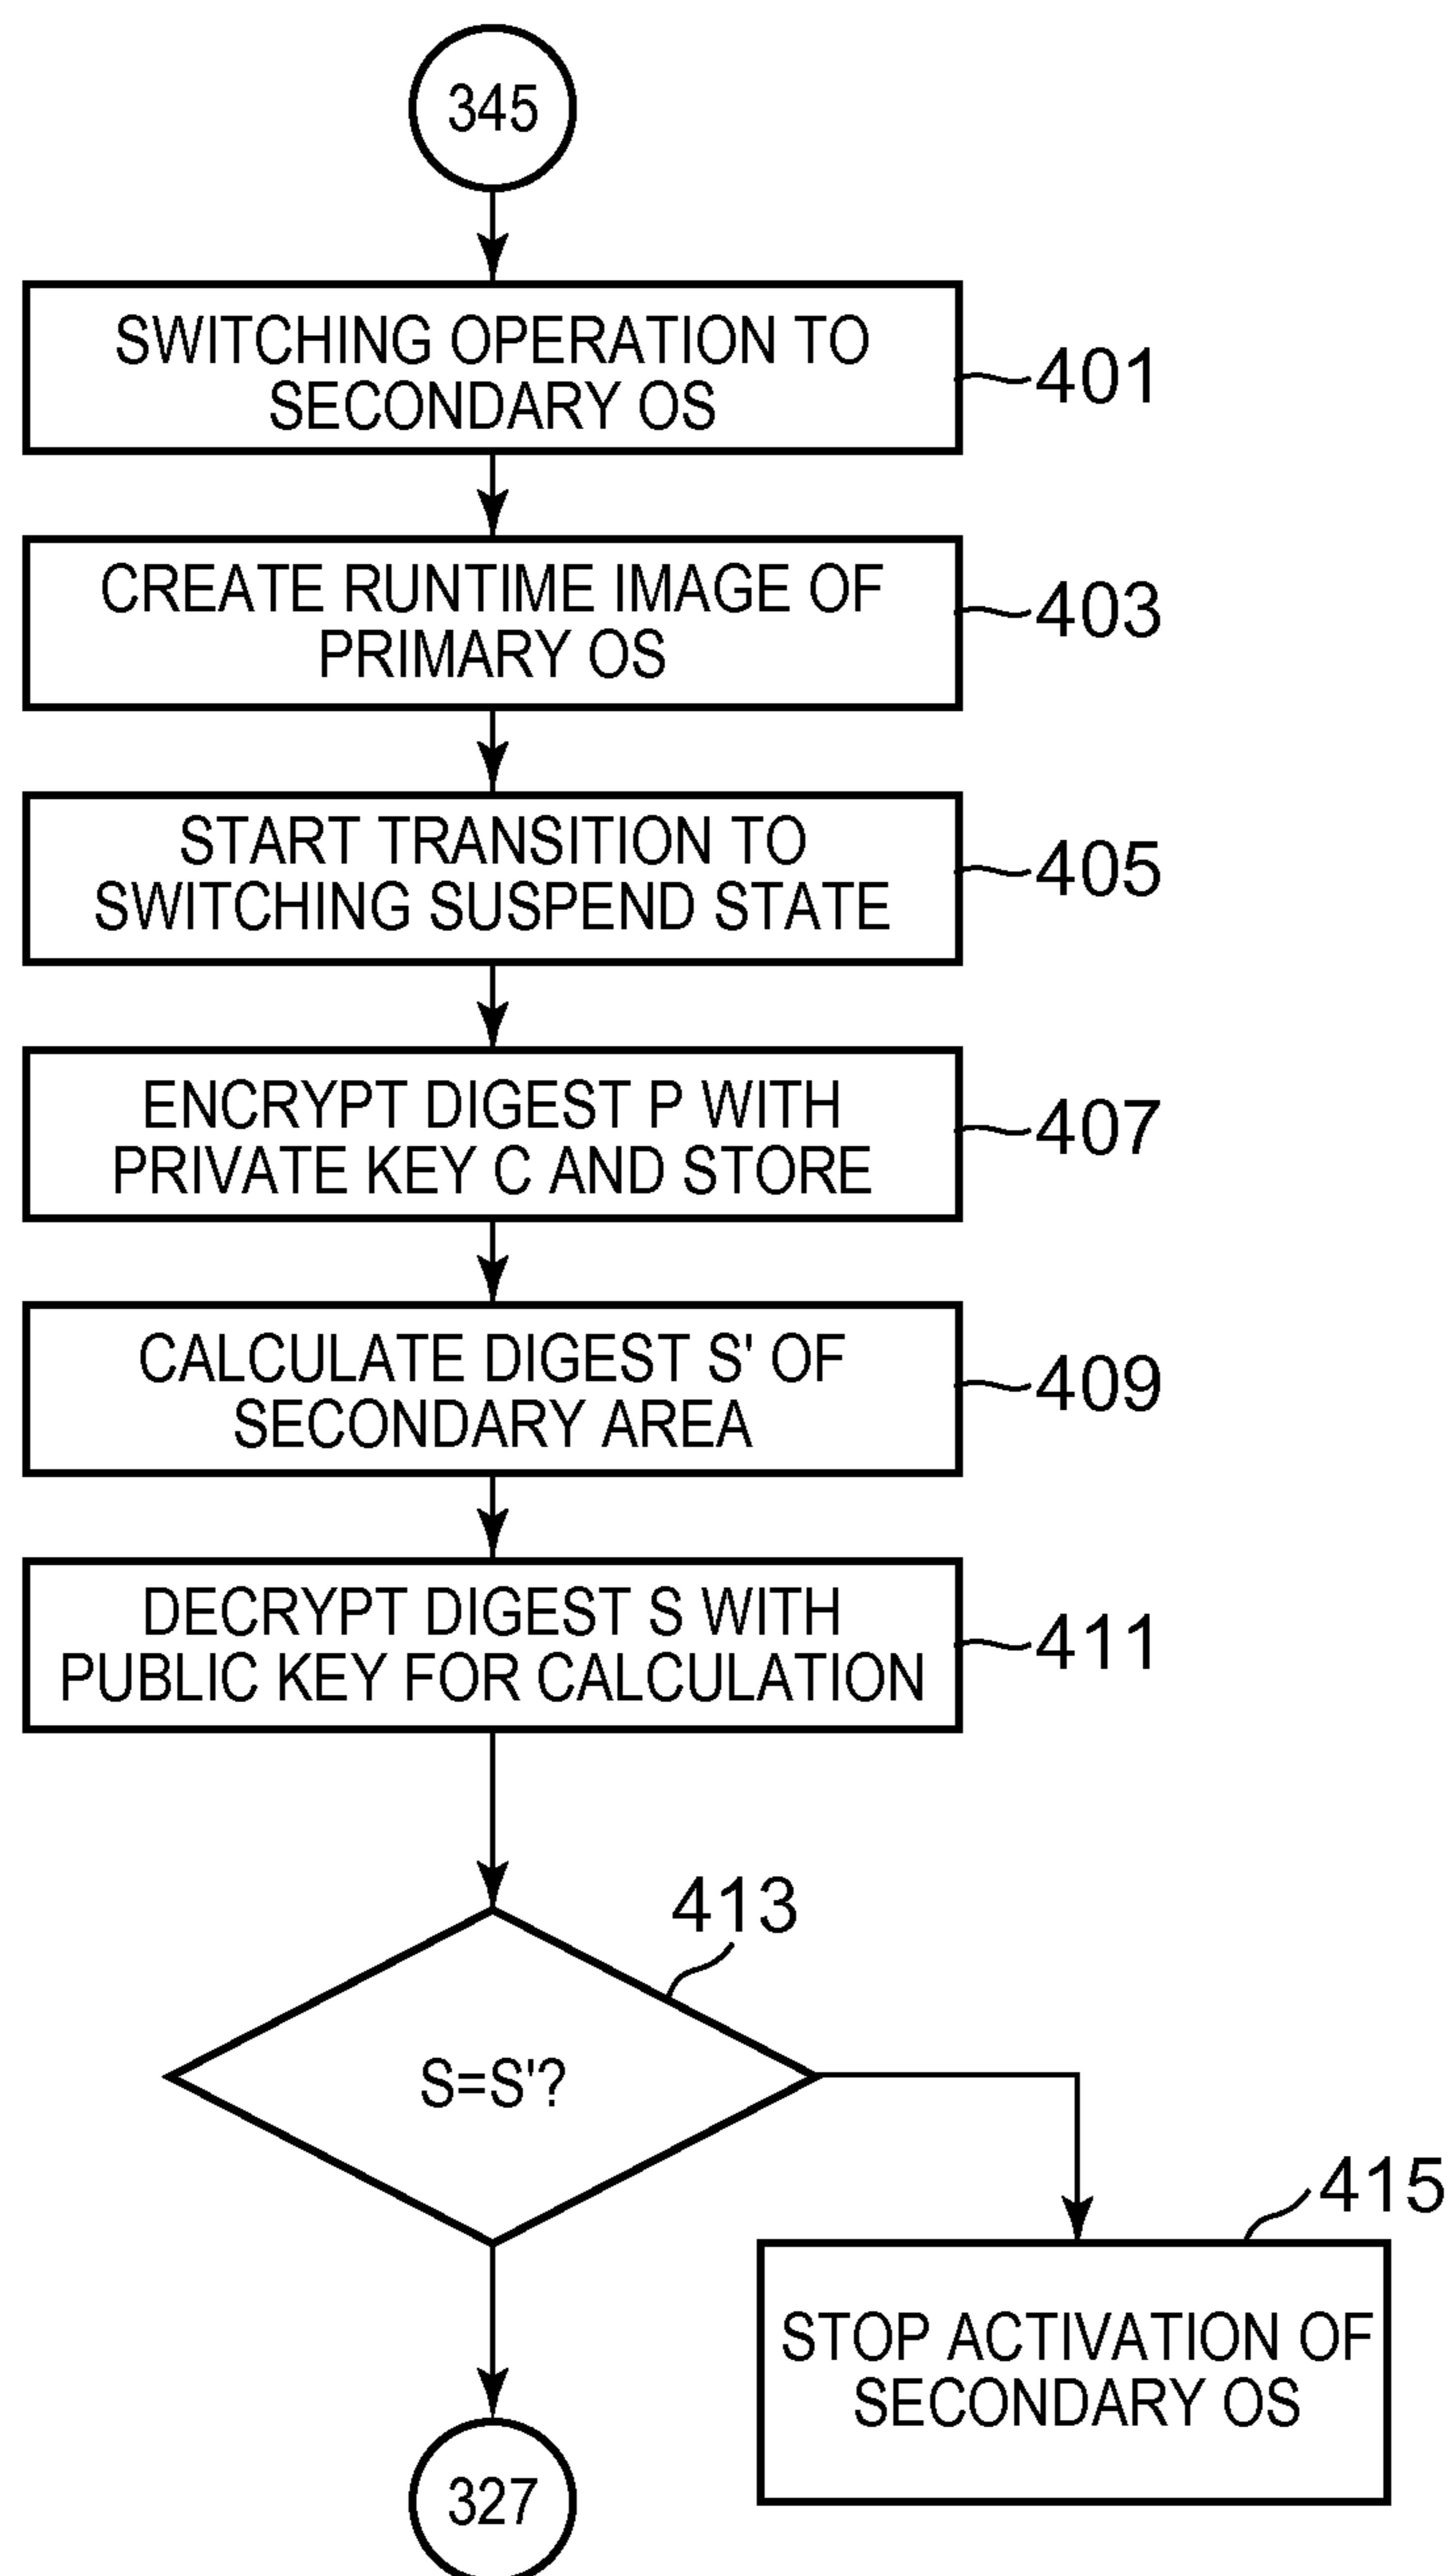 345
SWITCHING OPERATION TO
SECONDARY OS
401
CREATE RUNTIME IMAGE OF
PRIMARY OS
403
START TRANSITION TO
SWITCHING SUSPEND STATE
405
ENCRYPT DIGEST P WITH
PRIVATE KEY C AND STORE
407
CALCULATE DIGEST S' OF
SECONDARY AREA
409
DECRYPT DIGEST S WITH
PUBLIC KEY FOR CALCULATION
411
413
S=S'?
415
STOP ACTIVATION OF
SECONDARY OS
327